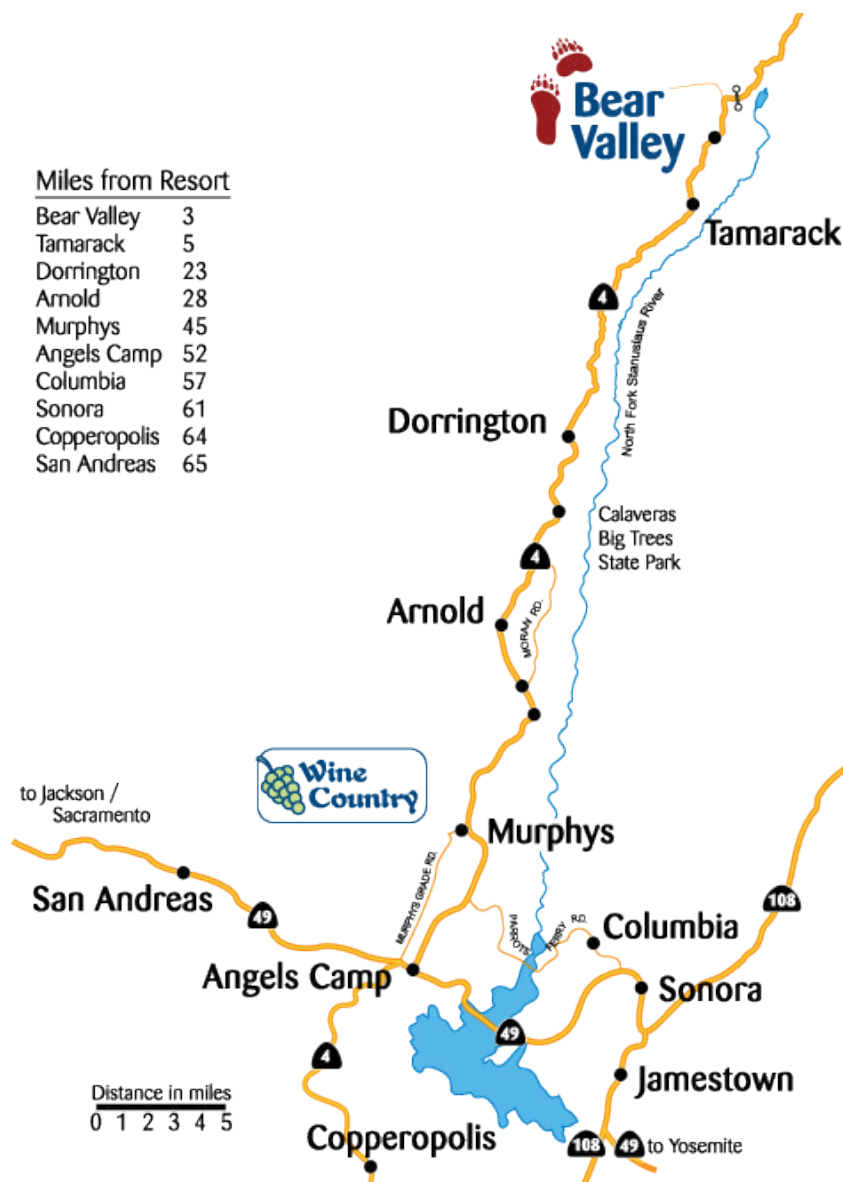 Bear
Valley
Miles from Resort
Bear Valley 3
Tamarack 5
Dorrington 23
Arnold 28
Murphys 45
Angels Camp 52
Columbia 57
Sonora 61
Copperopolis 64
San Andreas 65
Tamarack
4
North Fork Stanuslaus River
Dorrington
Calaveras
Big Trees
State Park
4
Arnold
MORAN RD.
Wine
Country
to Jackson /
Sacramento
Murphys
MURPHYS GRADE RD.
San Andreas
49
108
PARROTS FERRY RD.
Columbia
Angels Camp
Sonora
49
4
Jamestown
Distance in miles
0 1 2 3 4 5
Copperopolis
108
49
to Yosemite